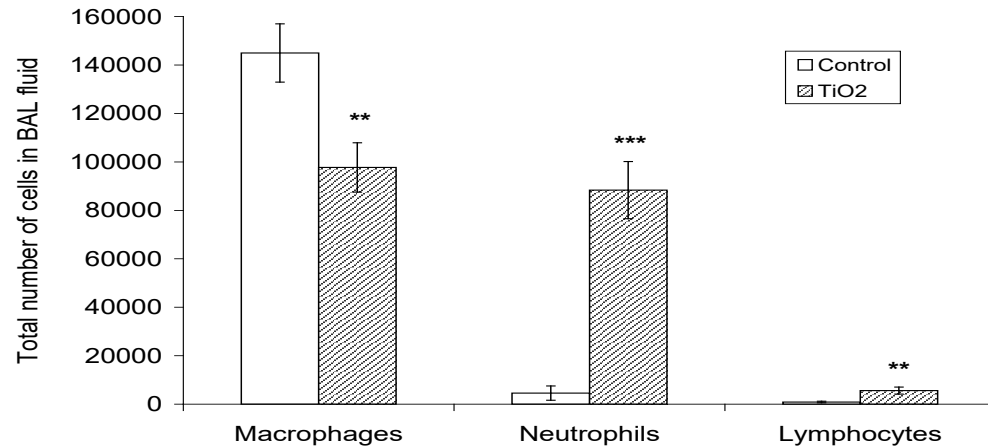 Total number of cells in BAL fluid
160000
140000
120000
100000
80000
60000
40000
20000
0
Control
TiO2
**
***
**
Macrophages
Neutrophils
Lymphocytes